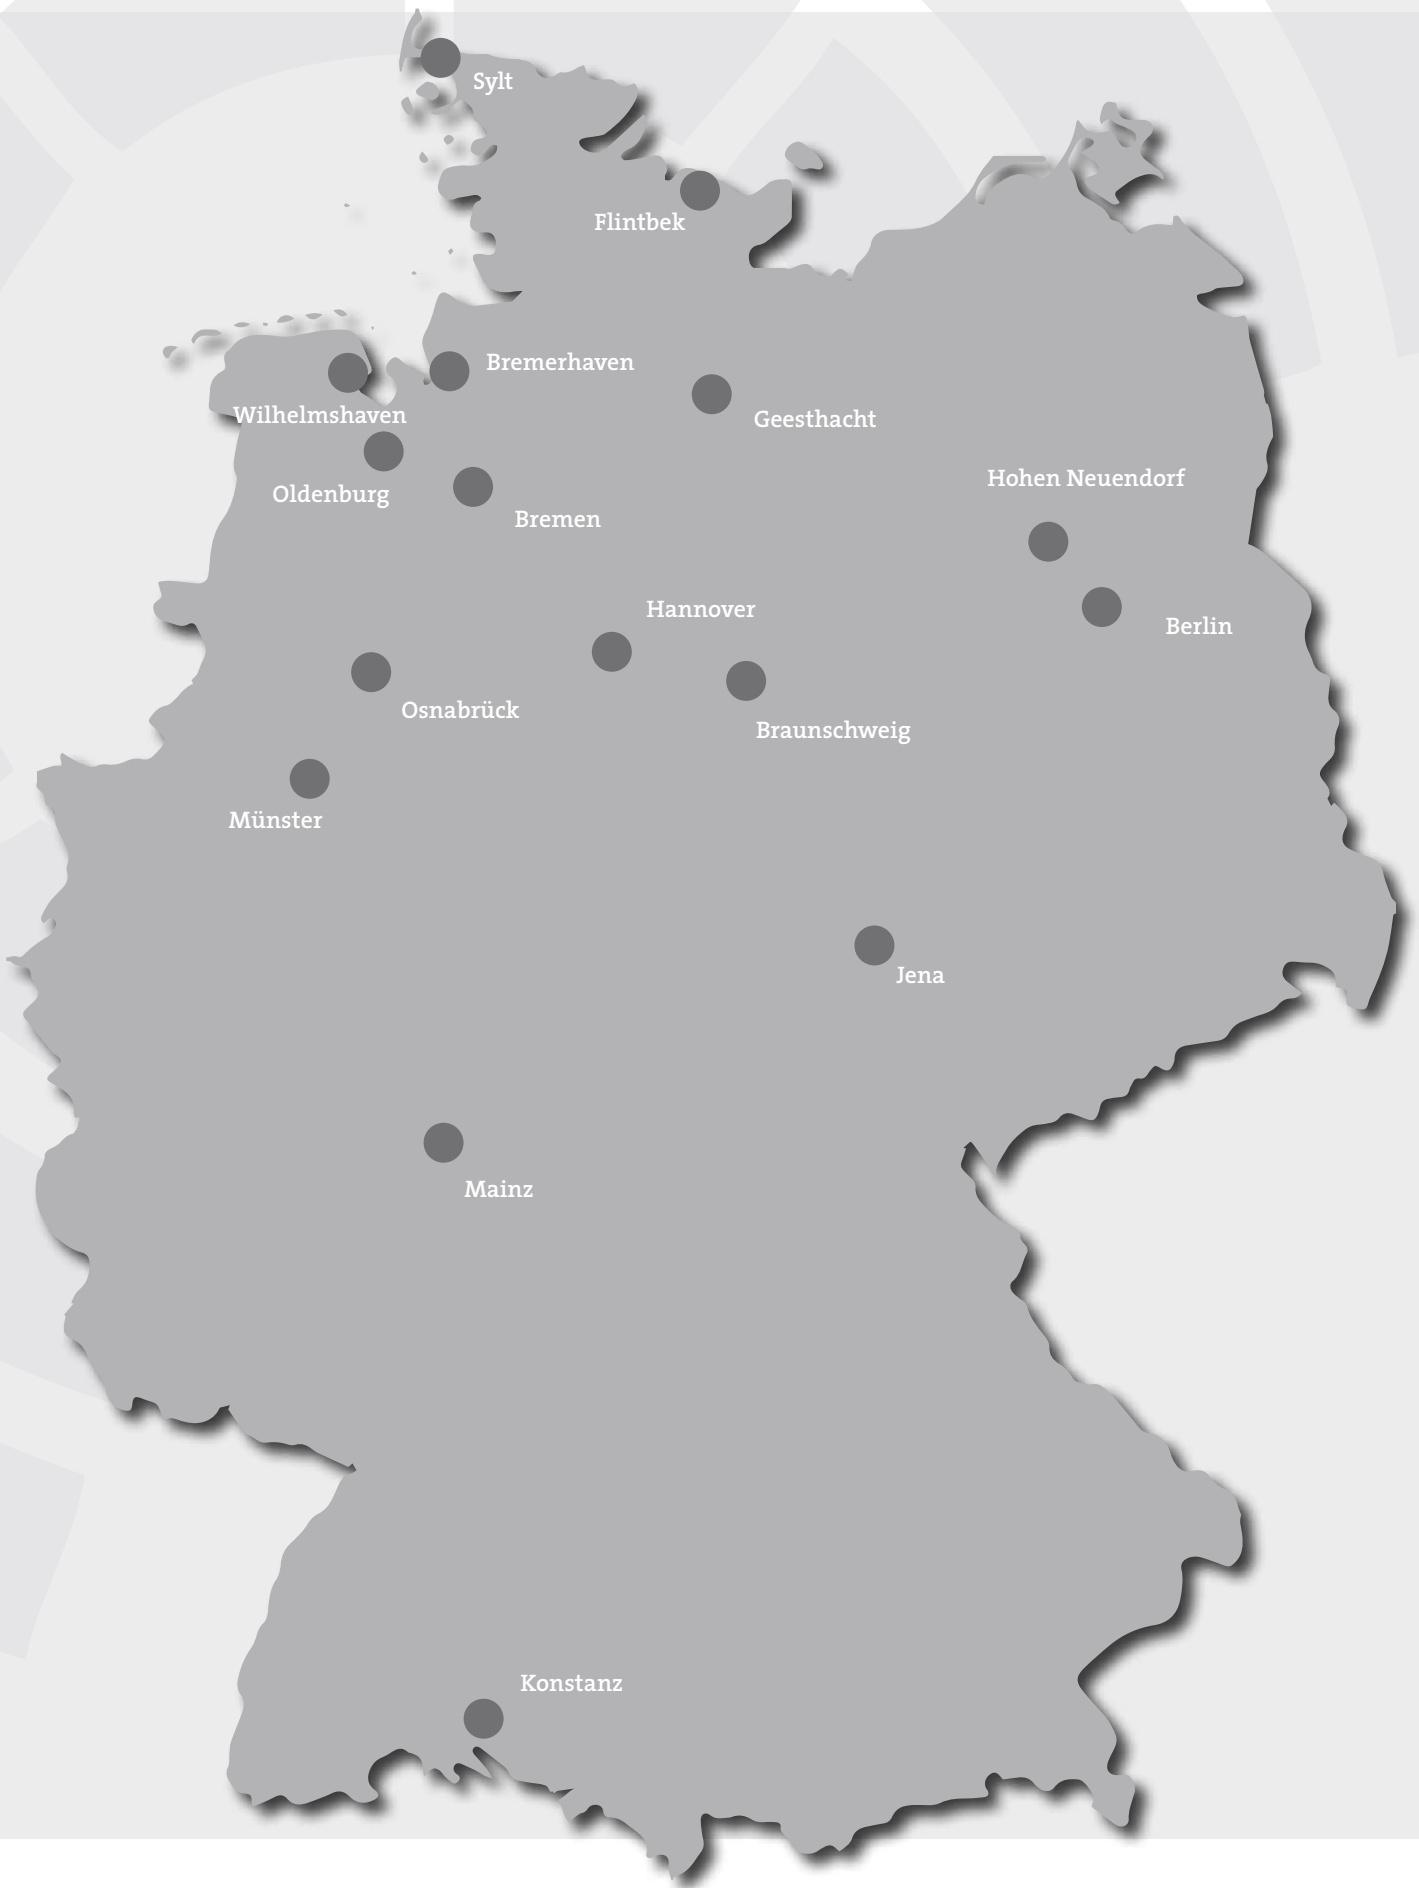 Sylt
Flintbek
Bremerhaven
Wilhelmshaven
Geesthacht
Hohen Neuendorf
Oldenburg
Bremen
Hannover
Berlin
Osnabrück
Braunschweig
Münster
Jena
Mainz
Konstanz